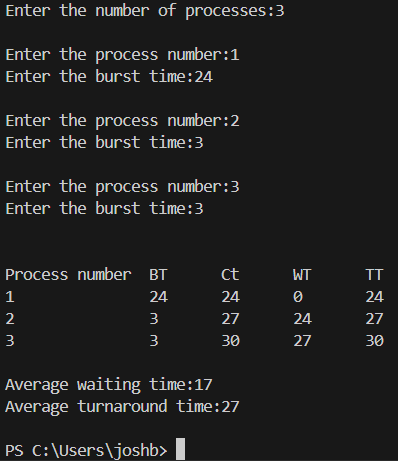 Enter the number of processes:3
Enter the process number:1
Enter the burst time:24
Enter the process number:2
Enter the burst time:3
Enter the process number:3
Enter the burst time:3
Process number BT Ct WT TT
1 24 24 0 24
2 3 27 24 27
3 3 30 27 30
Average waiting time:17
Average turnaround time:27
PS C:\Users\joshb>